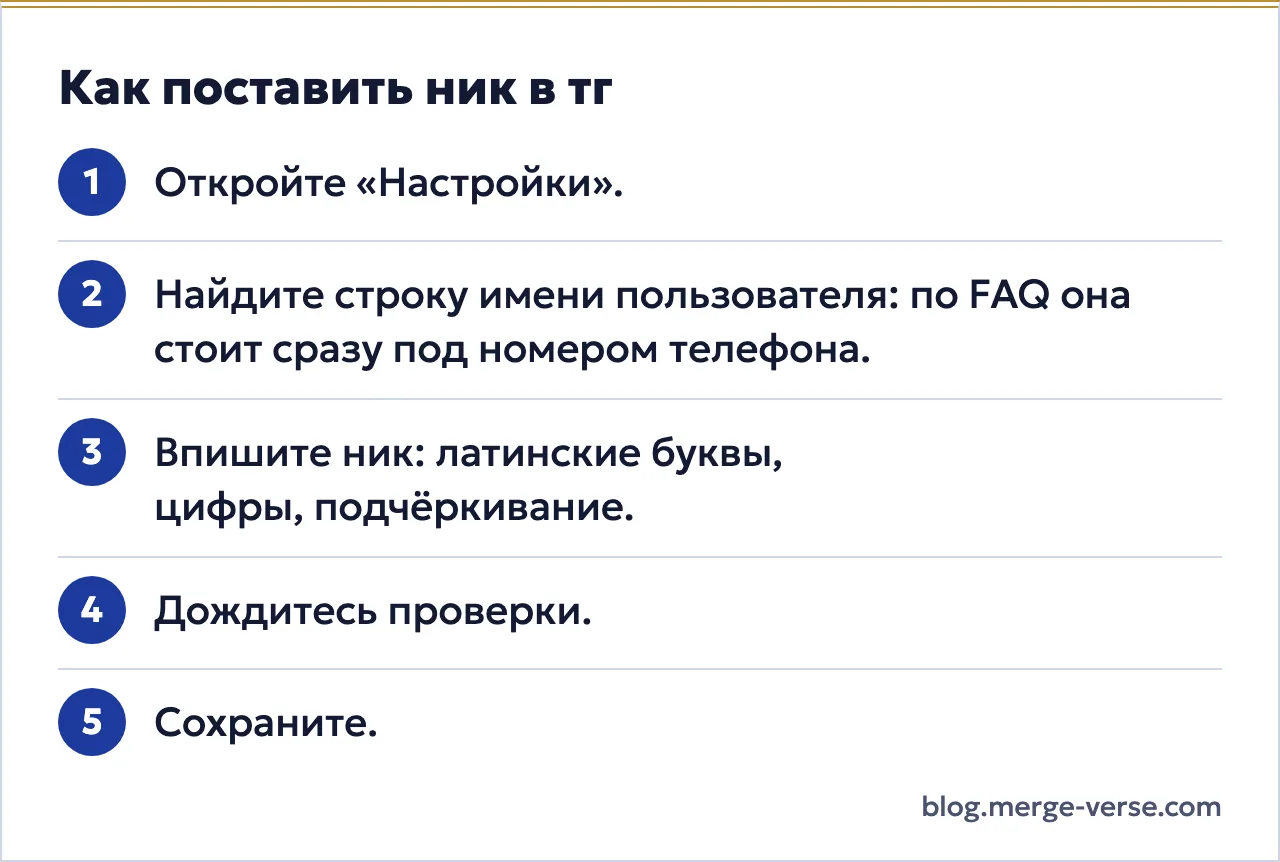 Как поставить ник в тг
1
Откройте «Настройки».
2
Найдите строку имени пользователя: по FAQ она
стоит сразу под номером телефона.
3
Впишите ник: латинские буквы,
цифры, подчёркивание.
4
Дождитесь проверки.
5
Сохраните.
blog.merge-verse.com